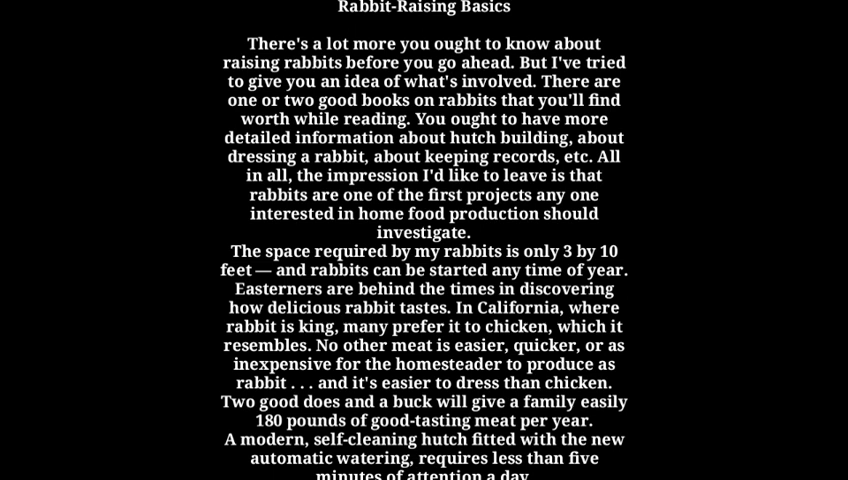 Rabbit-Raising Basics
There's a lot more you ought to know about
raising rabbits before you go ahead. But I've tried
to give you an idea of what's involved. There are
one or two good books on rabbits that you'll find
worth while reading. You ought to have more
detailed information about hutch building, about
dressing a rabbit, about keeping records, etc. All
in all, the impression I'd like to leave is that
rabbits are one of the first projects any one
interested in home food production should
investigate.
The space required by my rabbits is only 3 by 10
feet — and rabbits can be started any time of year.
Easterners are behind the times in discovering
how delicious rabbit tastes. In California, where
rabbit is king, many prefer it to chicken, which it
resembles. No other meat is easier, quicker, or as
inexpensive for the homesteader to produce as
rabbit . . . and it's easier to dress than chicken.
Two good does and a buck will give a family easily
180 pounds of good-tasting meat per year.
A modern, self-cleaning hutch fitted with the new
automatic watering, requires less than five
minutes of attention a day.